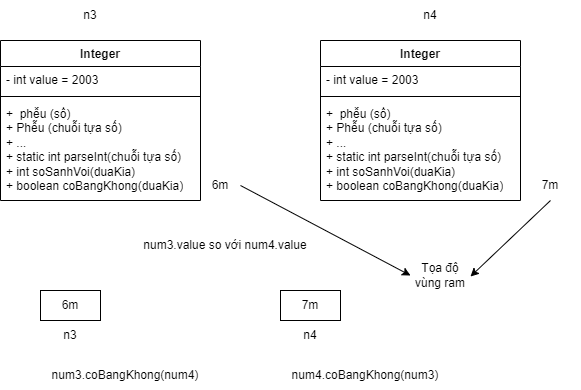 n3
n4
Integer
Integer
- int value = 2003
- int value = 2003
+ phễu (số)
+ Phễu (chuỗi tựa số)
+ ...
+ static int parseInt(chuỗi tựa số)
+ int soSanhVoi(duaKia)
+ boolean coBangKhong(duaKia)
+ phễu (số)
+ Phễu (chuỗi tựa số)
+ ...
+ static int parseInt(chuỗi tựa số)
+ int soSanhVoi(duaKia)
+ boolean coBangKhong(duaKia)
6m
7m
num3.value so với num4.value
Tọa độ
vùng ram
6m
7m
n3
n4
num3.coBangKhong(num4)
num4.coBangKhong(num3)